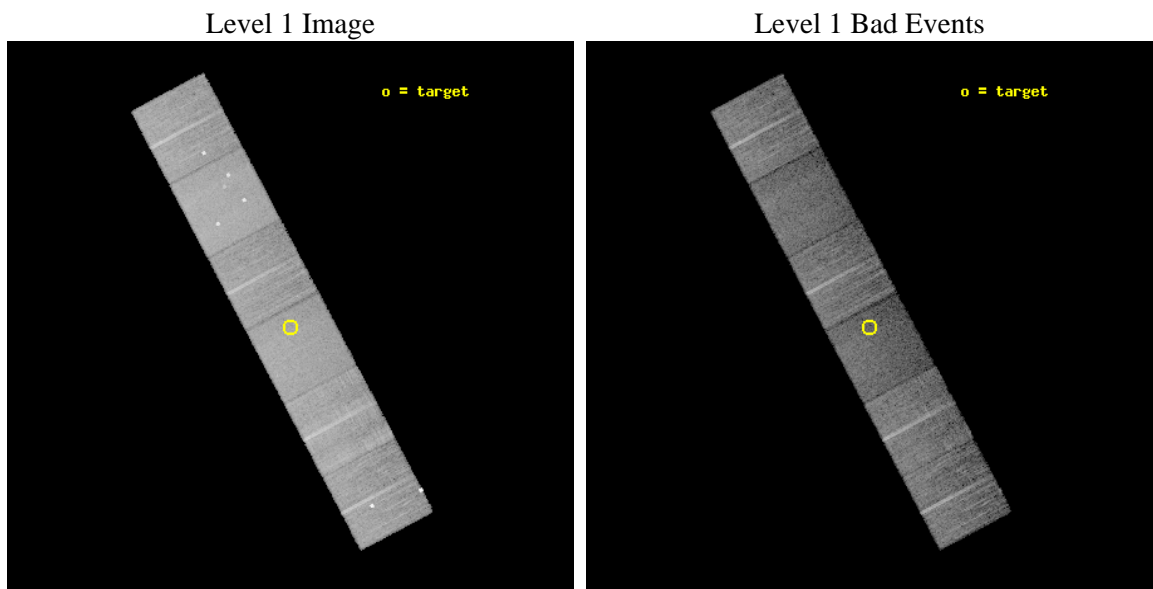 Level 1 Image
Level 1 Bad Events
o = target
o = target